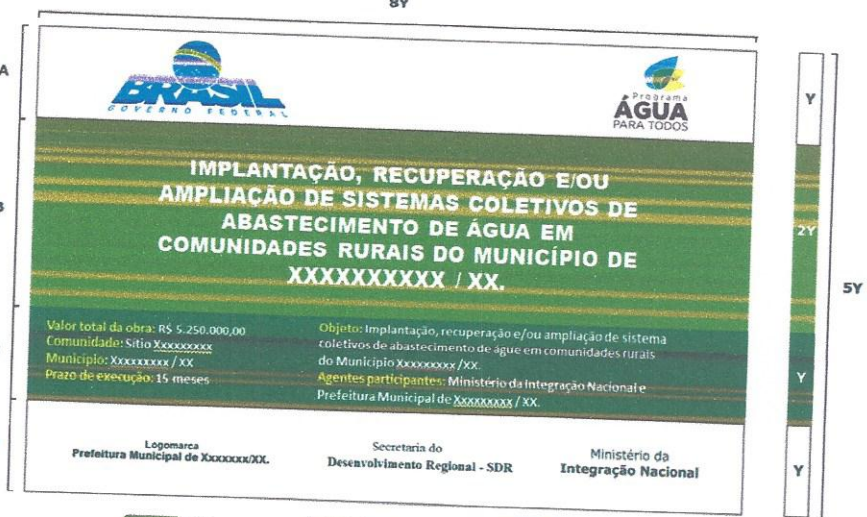 8Y
A
BRASIL
GOVERNO FEDERAL
Programa
ÁGUA
PARA TODOS
Y
B
IMPLANTAÇÃO, RECUPERAÇÃO E/OU
AMPLIAÇÃO DE SISTEMAS COLETIVOS DE
ABASTECIMENTO DE ÁGUA EM
COMUNIDADES RURAIS DO MUNICÍPIO DE
XXXXXXXXXX / XX.
2Y
5Y
Valor total da obra: R$ 5.250.000,00
Comunidade: Sítio Xxxxxxxxx
Município: Xxxxxxxxx / XX
Prazo de execução: 15 meses
Objeto: Implantação, recuperação e/ou ampliação de sistema
coletivos de abastecimento de água em comunidades rurais
do Município Xxxxxxxxx /XX.
Agentes participantes: Ministério da Integração Nacional e
Prefeitura Municipal de Xxxxxxxxx / XX.
Y
Logomarca
Prefeitura Municipal de Xxxxxxx/XX.
Secretaria do
Desenvolvimento Regional - SDR
Ministério da
Integração Nacional
Y